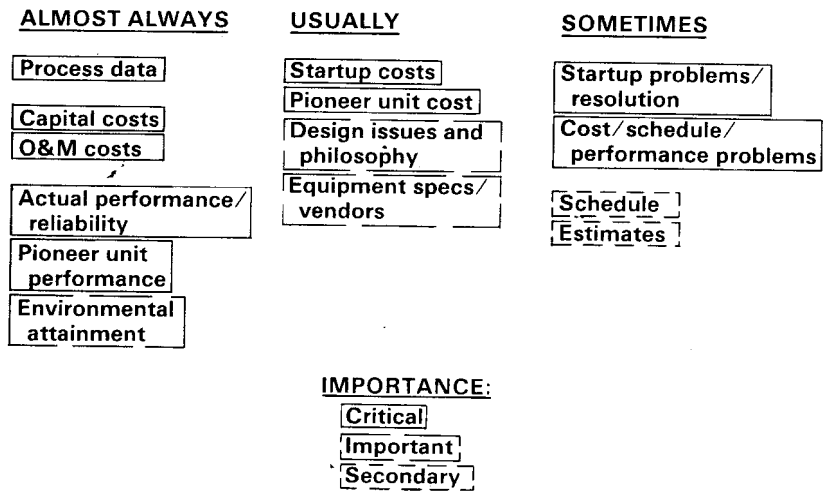 ALMOST ALWAYS
Process data
Capital costs
O&M costs
Actual performance/
reliability
Pioneer unit
performance
Environmental
attainment
USUALLY
Startup costs
Pioneer unit cost
Design issues and
philosophy
Equipment specs/
vendors
SOMETIMES
Startup problems/
resolution
Cost/schedule/
performance problems
Schedule
Estimates
IMPORTANCE:
Critical
Important
Secondary